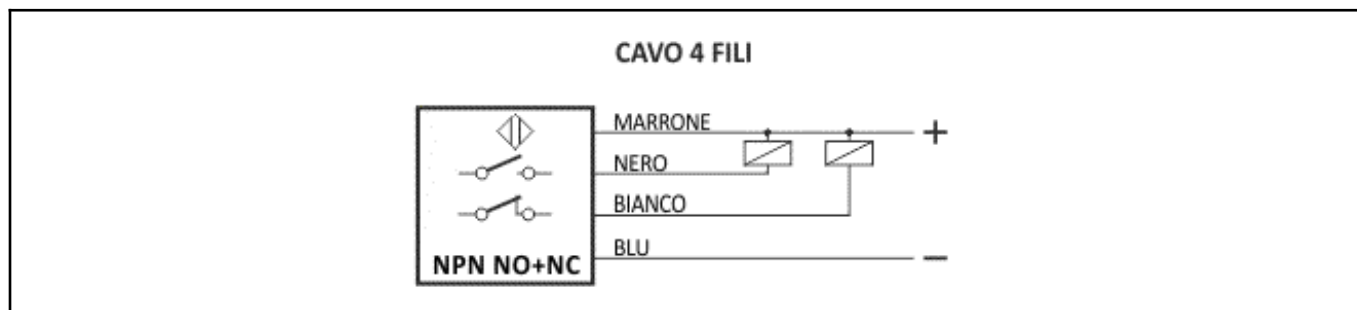 CAVO 4 FILI
MARRONE
+
NERO
BIANCO
BLU
−
NPN NO+NC